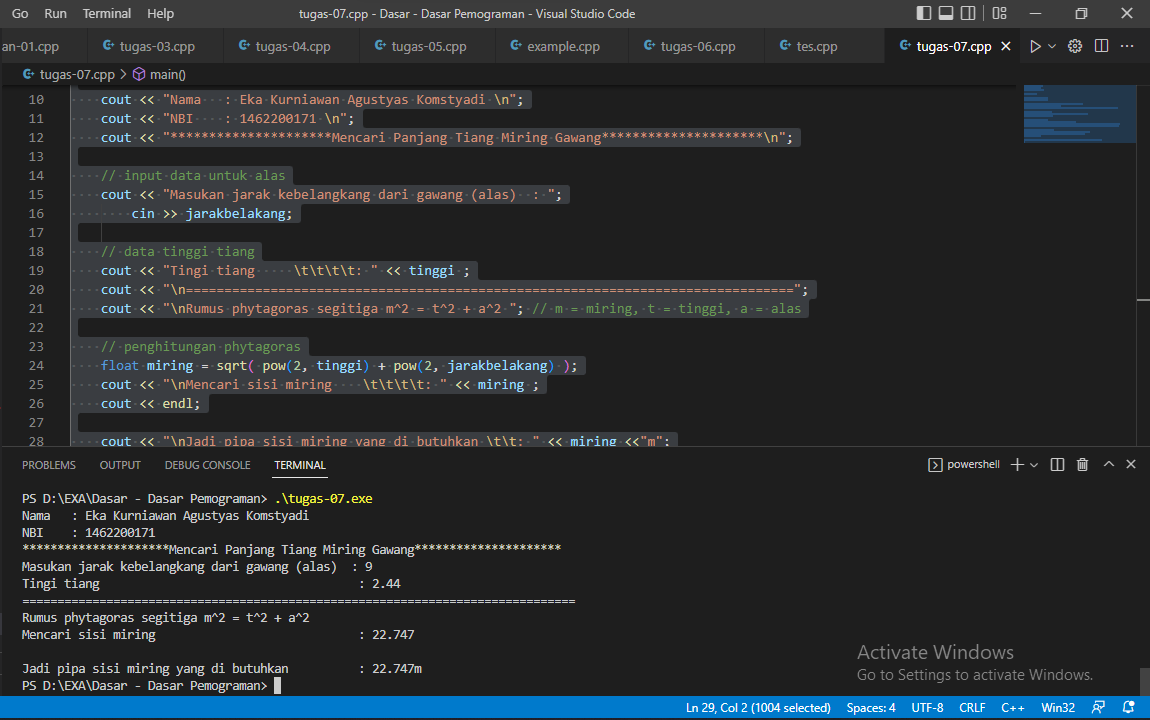 Go Run Terminal Help tugas-07.cpp - Dasar - Dasar Pemograman - Visual Studio Code
an-01.cpp tugas-03.cpp tugas-04.cpp tugas-05.cpp example.cpp tugas-06.cpp tes.cpp tugas-07.cpp
tugas-07.cpp > main()
10 cout << "Nama   : Eka Kurniawan Agustyas Komstyadi \n";
11 cout << "NBI    : 1462200171 \n";
12 cout << "*********************Mencari Panjang Tiang Miring Gawang*********************\n";
13
14 // input data untuk alas
15 cout << "Masukan jarak kebelangkang dari gawang (alas)  : ";
16 cin >> jarakbelakang;
17
18 // data tinggi tiang
19 cout << "Tingi tiang     \t\t\t\t: " << tinggi ;
20 cout << "\n===============================================================================";
21 cout << "\nRumus phytagoras segitiga m^2 = t^2 + a^2 "; // m = miring, t = tinggi, a = alas
22
23 // penghitungan phytagoras
24 float miring = sqrt( pow(2, tinggi) + pow(2, jarakbelakang) );
25 cout << "\nMencari sisi miring    \t\t\t\t: " << miring ;
26 cout << endl;
27
28 cout << "\nJadi pipa sisi miring yang di butuhkan \t\t: " << miring <<"m";
PROBLEMS OUTPUT DEBUG CONSOLE TERMINAL powershell
PS D:\EXA\Dasar - Dasar Pemograman> .\tugas-07.exe
Nama   : Eka Kurniawan Agustyas Komstyadi
NBI    : 1462200171
*********************Mencari Panjang Tiang Miring Gawang*********************
Masukan jarak kebelangkang dari gawang (alas)  : 9
Tingi tiang : 2.44
===============================================================================
Rumus phytagoras segitiga m^2 = t^2 + a^2
Mencari sisi miring : 22.747
Jadi pipa sisi miring yang di butuhkan : 22.747m
PS D:\EXA\Dasar - Dasar Pemograman>
Activate Windows
Go to Settings to activate Windows.
Ln 29, Col 2 (1004 selected) Spaces: 4 UTF-8 CRLF C++ Win32